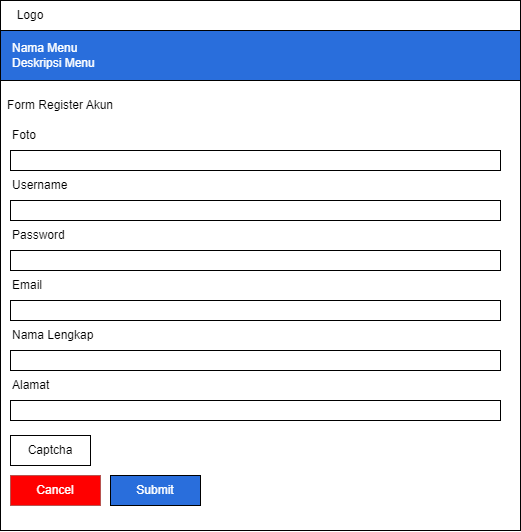 Logo
Nama Menu
Deskripsi Menu
Form Register Akun
Foto
Username
Password
Email
Nama Lengkap
Alamat
Captcha
Cancel Submit